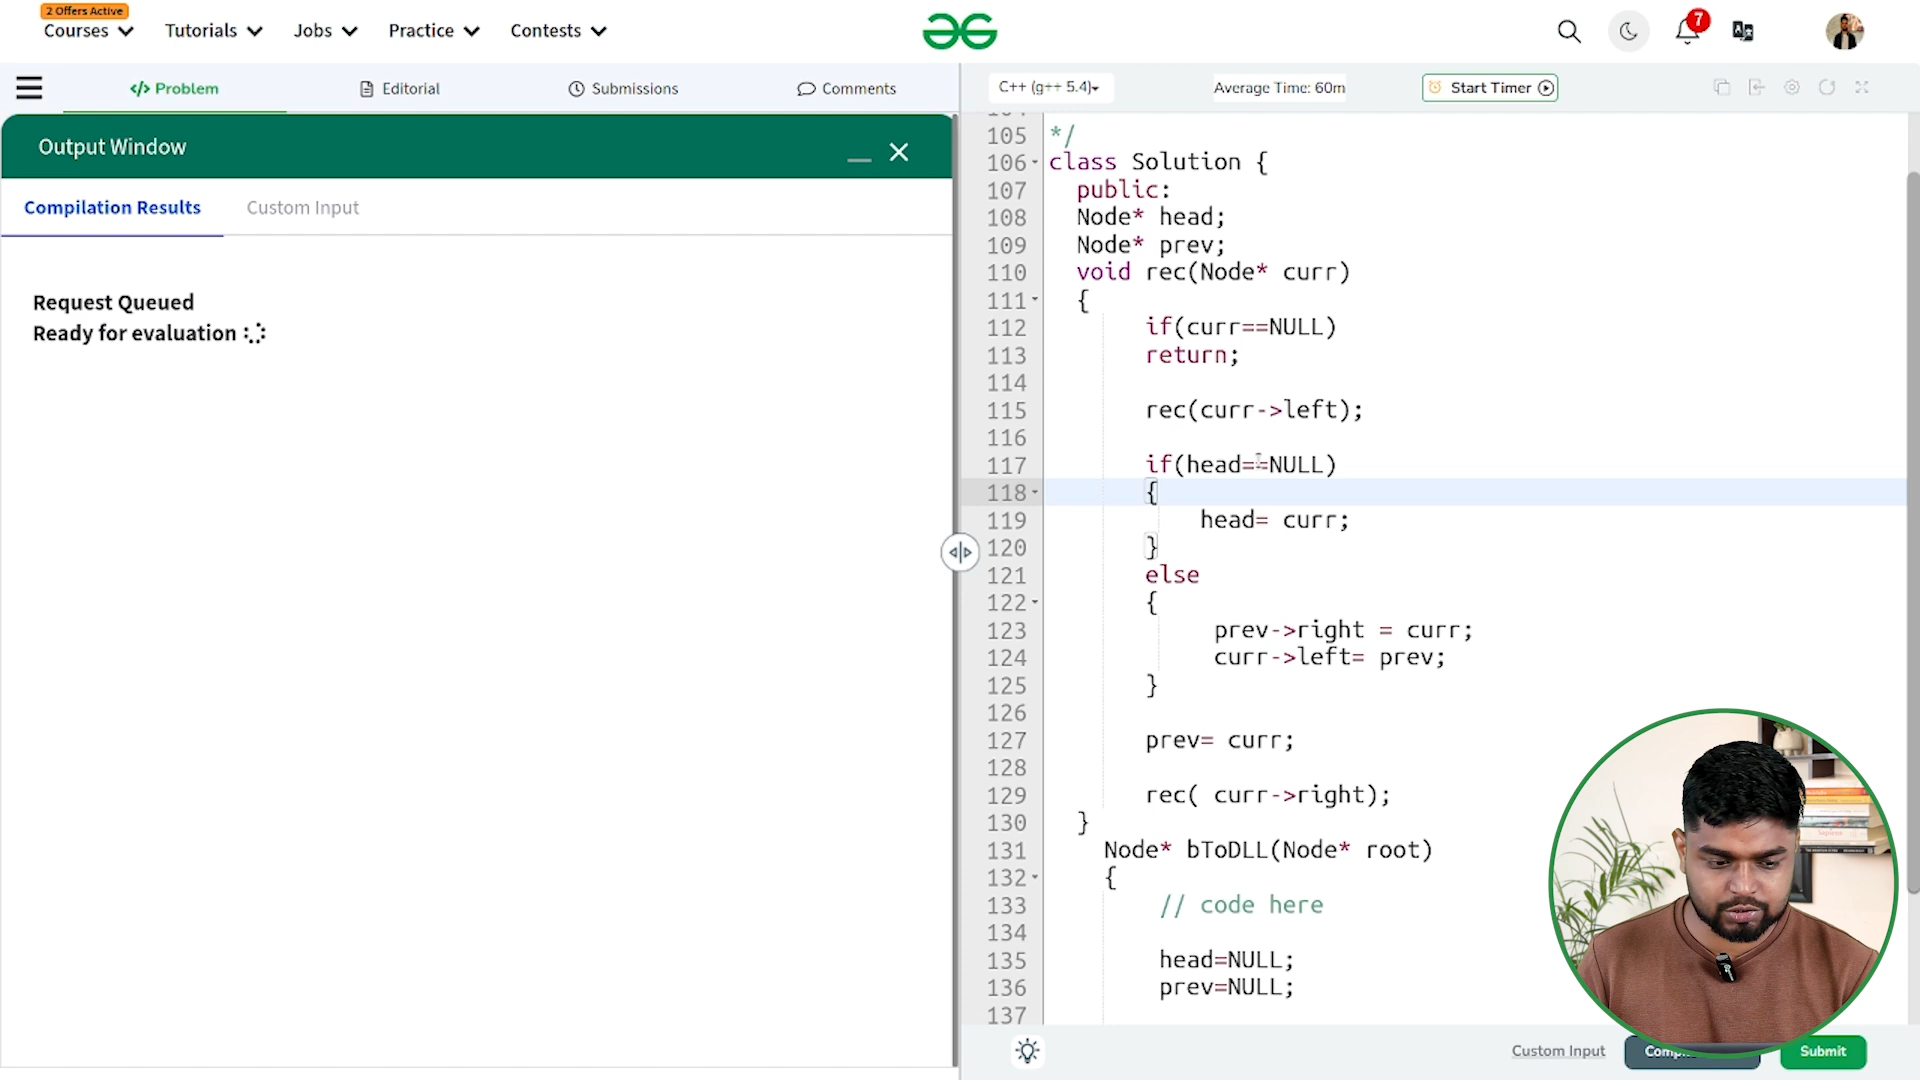 2 Offers Active
Courses
Tutorials
Jobs
Practice
Contests
7
Problem
Editorial
Submissions
Comments
C++ (g++ 5.4)
Average Time: 60m
Start Timer
Output Window
Compilation Results
Custom Input
Request Queued
Ready for evaluation
105 */
106 class Solution {
107 public:
108 Node* head;
109 Node* prev;
110 void rec(Node* curr)
111 {
112 if(curr==NULL)
113 return;
114
115 rec(curr->left);
116
117 if(head==NULL)
118 {
119 head= curr;
120 }
121 else
122 {
123 prev->right = curr;
124 curr->left= prev;
125 }
126
127 prev= curr;
128
129 rec( curr->right);
130 }
131 Node* bToDLL(Node* root)
132 {
133 // code here
134
135 head=NULL;
136 prev=NULL;
137
Custom Input
Submit